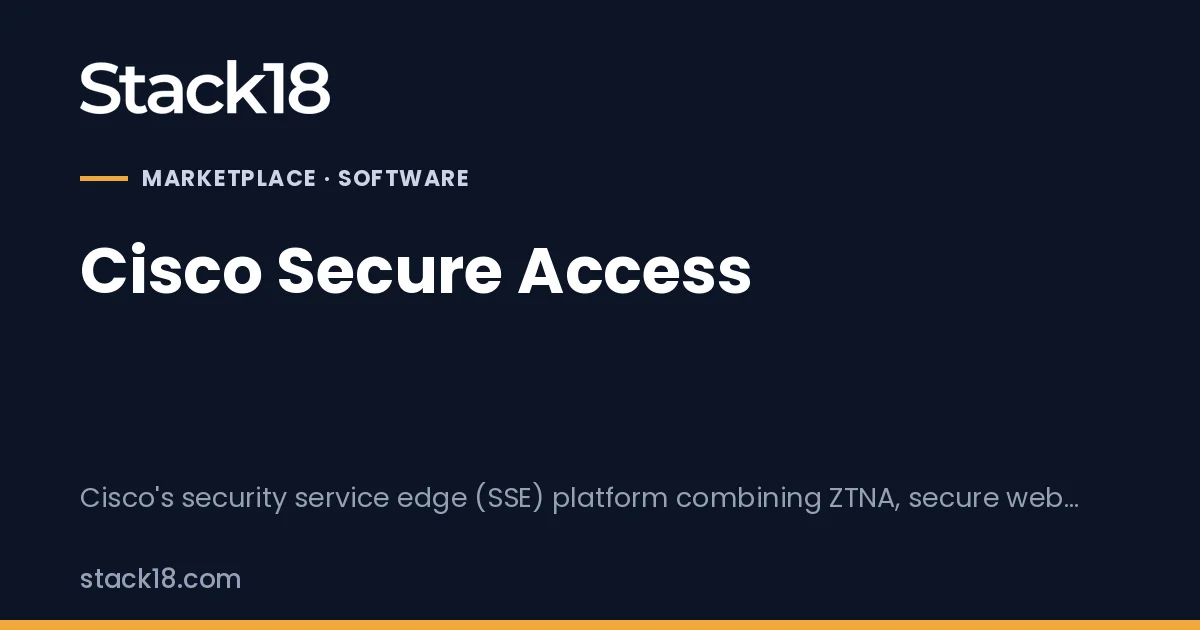 Stack18
MARKETPLACE · SOFTWARE
Cisco Secure Access
Cisco's security service edge (SSE) platform combining ZTNA, secure web...
stack18.com